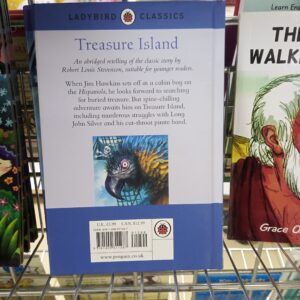 LADYBIRD CLASSICS
Treasure Island
An abridged retelling of the classic story by
Robert Louis Stevenson, suitable for younger readers.
When Jim Hawkins sets off as a cabin boy on
the Hispaniola, he looks forward to searching
for buried treasure. But spine-chilling
adventure awaits him on Treasure Island,
including murderous struggles with Long
John Silver and his cut-throat pirate band.
www.penguin.co.uk
Learn
THE
WALKE
Grace O